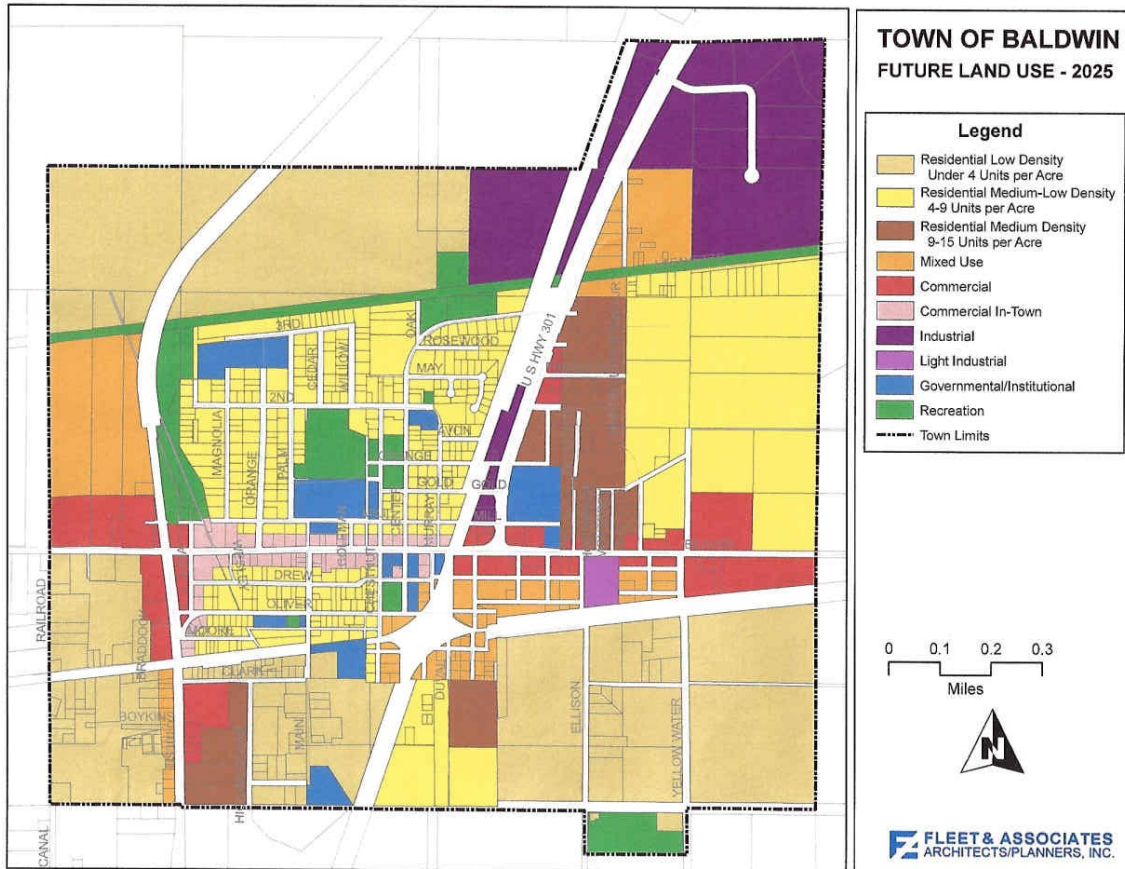 TOWN OF BALDWIN
FUTURE LAND USE - 2025
Legend
Residential Low Density
Under 4 Units per Acre
Residential Medium-Low Density
4-9 Units per Acre
Residential Medium Density
9-15 Units per Acre
Mixed Use
Commercial
Commercial In-Town
Industrial
Light Industrial
Governmental/Institutional
Recreation
Town Limits
0 0.1 0.2 0.3
Miles
N
FLEET & ASSOCIATES
ARCHITECTS/PLANNERS, INC.
U S HWY 301
3RD
OAK
ROSEWOOD
CEDAR
WILLOW
MAY
2ND
MAGNOLIA
ORANGE
PALM
AVON
GOLD
GOLD
CENTER
MURRAY
MILL
COLEMAN
CHESTNUT
DREW
OLIVER
MOORE
CLARK
RAILROAD
BRADDOCK
BOYKINS
MAIN
DUVAL
ELLISON
YELLOW WATER
CANAL